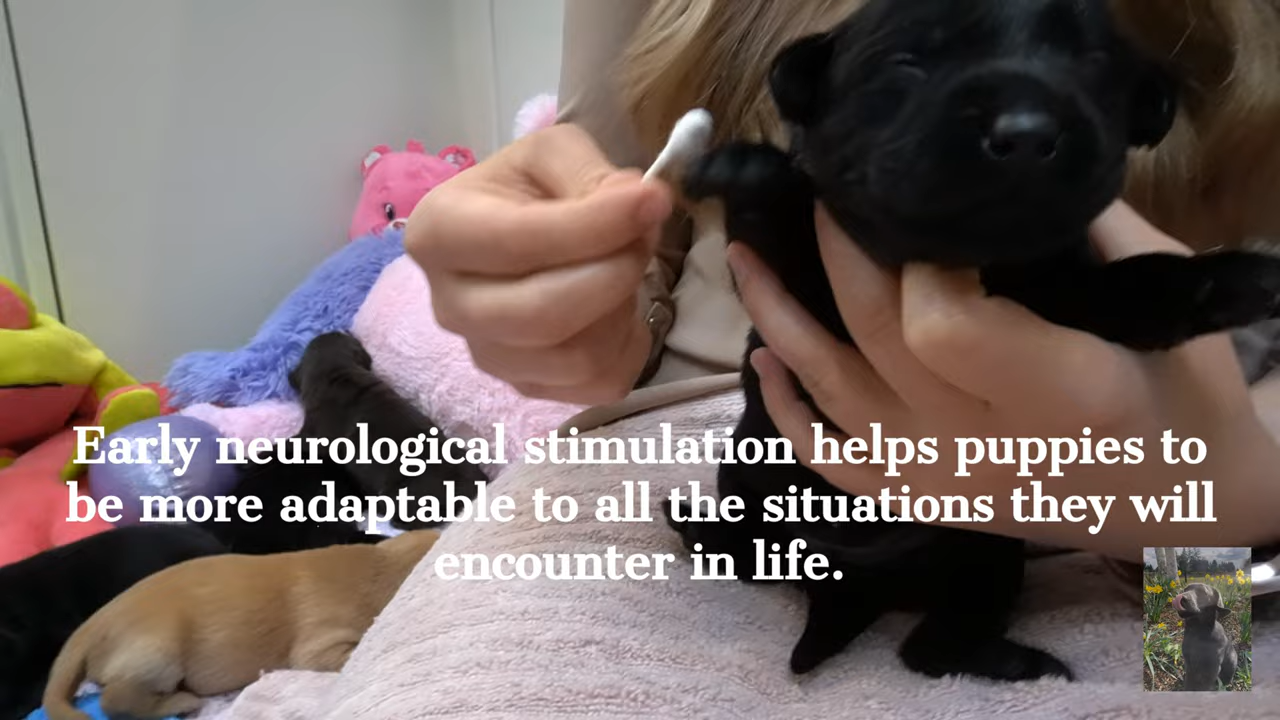 Early neurological stimulation helps puppies to
be more adaptable to all the situations they will
encounter in life.